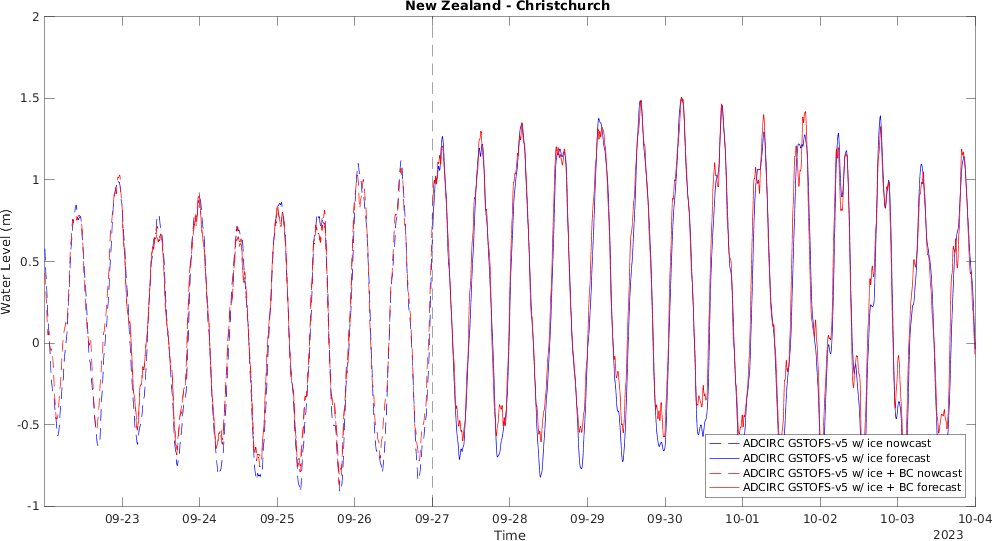 New Zealand - Christchurch
2
1.5
1
0.5
0
-0.5
-1
Water Level (m)
09-23 09-24 09-25 09-26 09-27 09-28 09-29 09-30 10-01 10-02 10-03 10-04
Time
2023
ADCIRC GSTOFS-v5 w/ ice nowcast
ADCIRC GSTOFS-v5 w/ ice forecast
ADCIRC GSTOFS-v5 w/ ice + BC nowcast
ADCIRC GSTOFS-v5 w/ ice + BC forecast